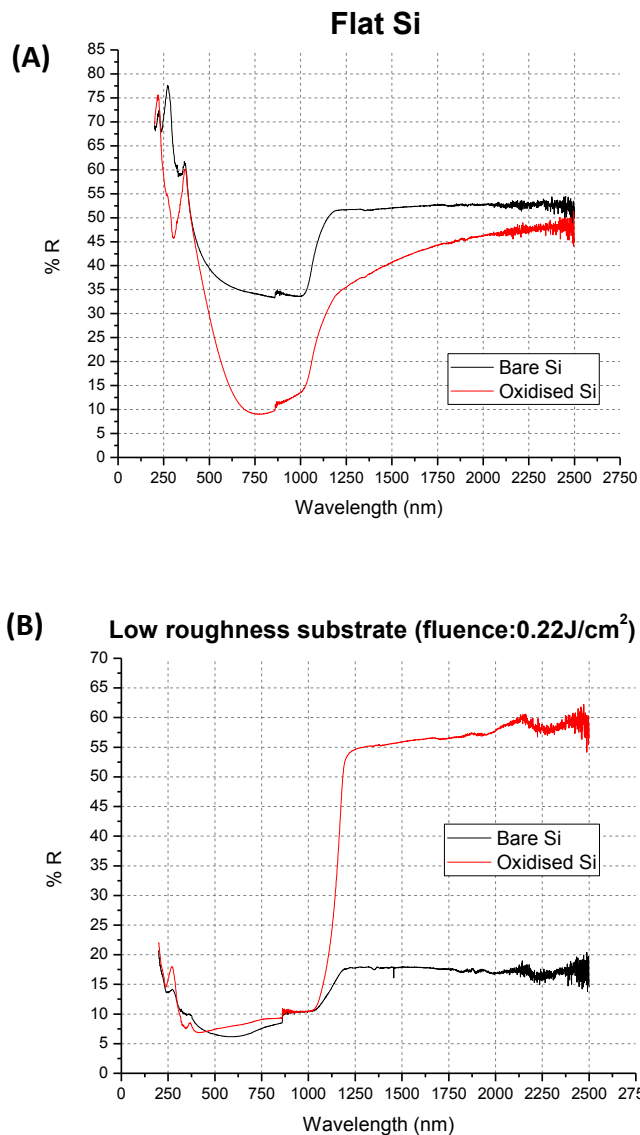 Flat Si
(A)
85
80
75
70
65
60
55
50
45
40
35
30
25
20
15
10
5
0
% R
Bare Si
Oxidised Si
0 250 500 750 1000 1250 1500 1750 2000 2250 2500 2750
Wavelength (nm)
(B) Low roughness substrate (fluence:0.22J/cm²)
70
65
60
55
50
45
40
35
30
25
20
15
10
5
0
% R
Bare Si
Oxidised Si
0 250 500 750 1000 1250 1500 1750 2000 2250 2500 275
Wavelength (nm)